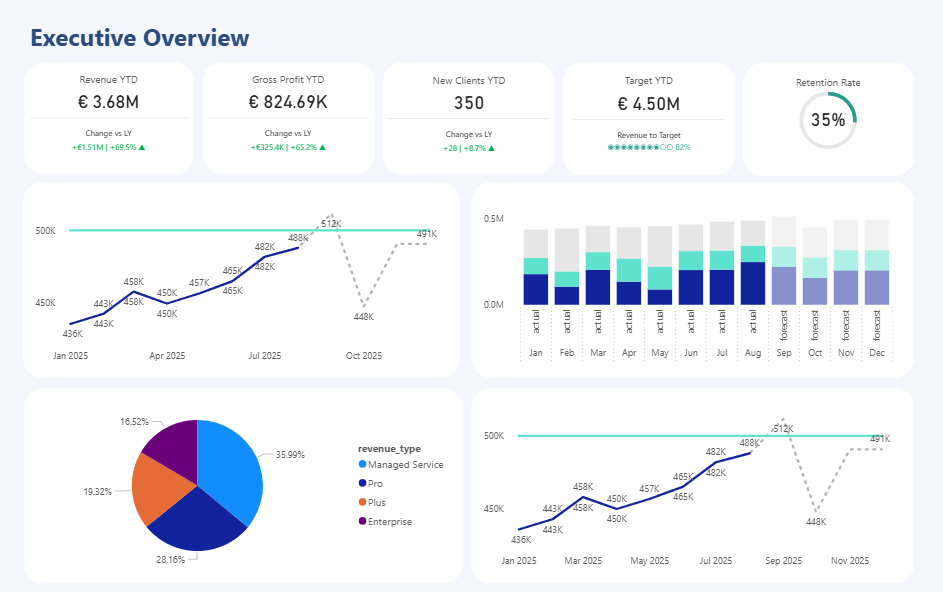 Executive Overview
Revenue YTD
€ 3.68M
Change vs LY
+€1.51M | +69.5% ▲
Gross Profit YTD
€ 824.69K
Change vs LY
+€325.4K | +65.2% ▲
New Clients YTD
350
Change vs LY
+28 | +8.7% ▲
Target YTD
€ 4.50M
Revenue to Target
◉◉◉◉◉◉◉◉○○ 82%
Retention Rate
35%
500K
450K
436K
443K
443K
458K
458K
450K
450K
457K
465K
465K
482K
482K
488K
512K
448K
491K
Jan 2025 Apr 2025 Jul 2025 Oct 2025
0.5M
0.0M
actual actual actual actual actual actual actual actual forecast forecast forecast forecast
Jan Feb Mar Apr May Jun Jul Aug Sep Oct Nov Dec
16.52%
35.99%
19.32%
28.16%
revenue_type
Managed Service
Pro
Plus
Enterprise
500K
450K
436K
443K
443K
458K
458K
450K
450K
457K
465K
465K
482K
482K
488K
512K
448K
491K
Jan 2025 Mar 2025 May 2025 Jul 2025 Sep 2025 Nov 2025